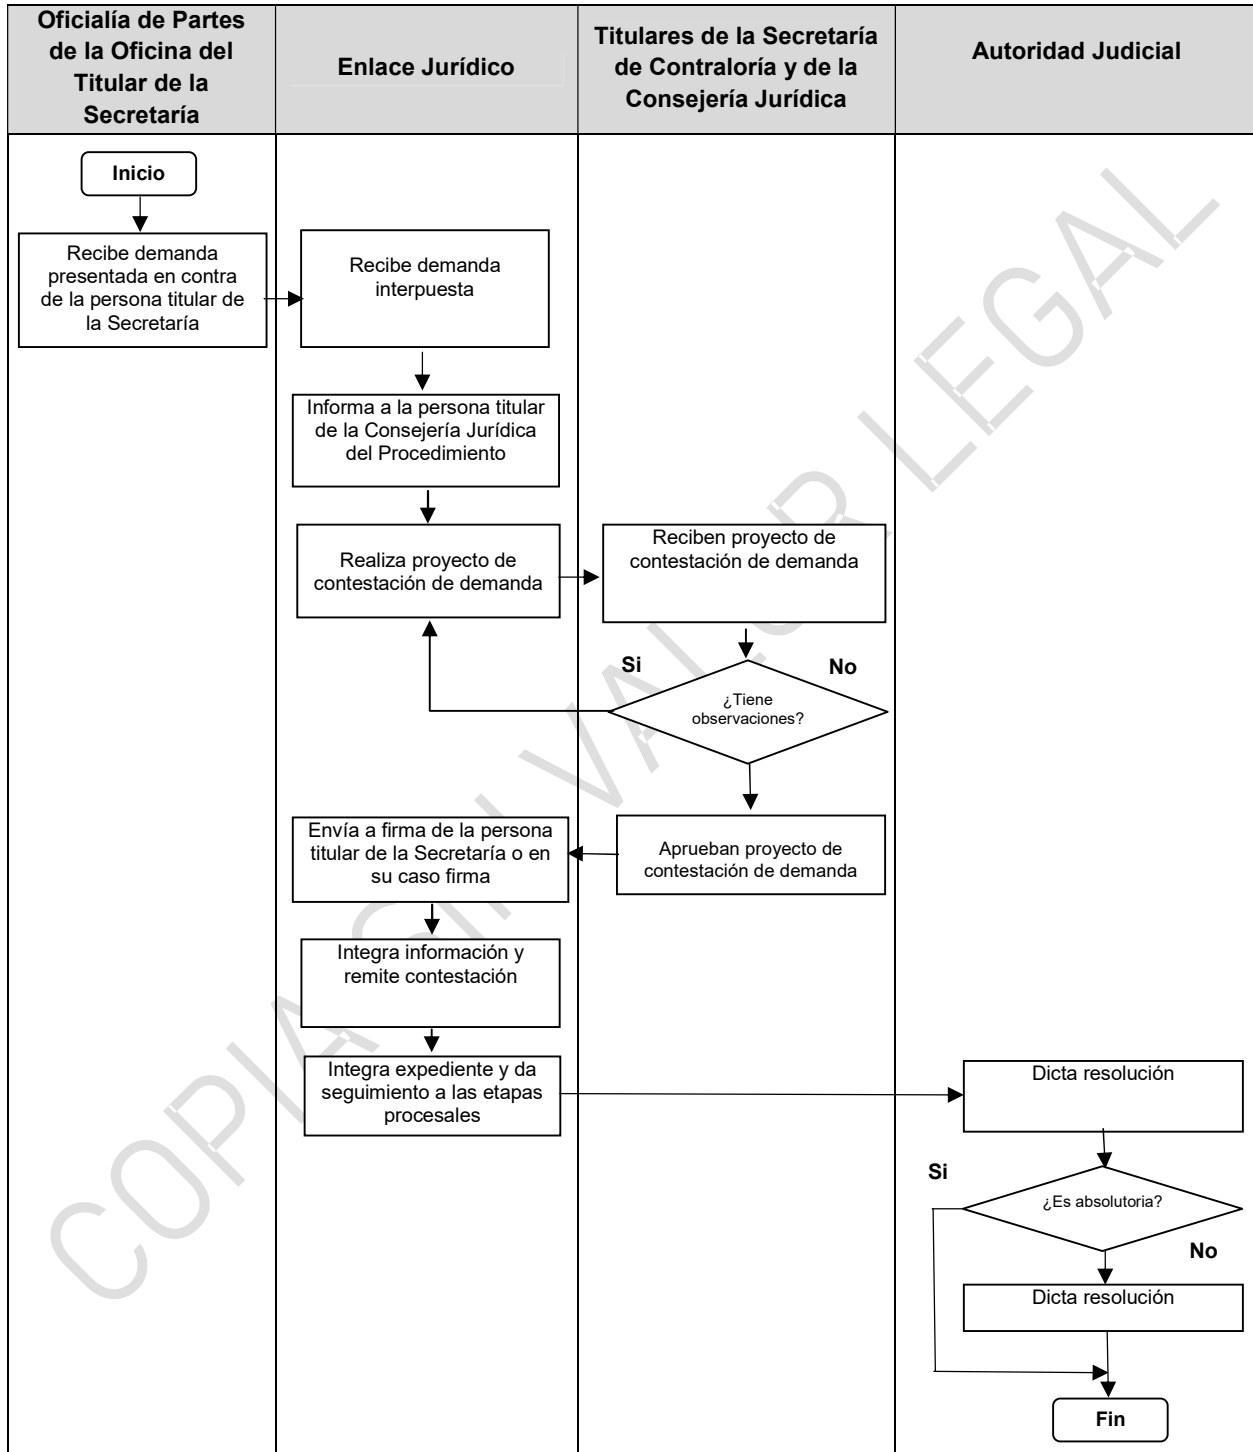 Oficialía de Partes
de la Oficina del
Titular de la
Secretaría
Enlace Jurídico
Titulares de la Secretaría
de Contraloría y de la
Consejería Jurídica
Autoridad Judicial
Inicio
Recibe demanda
presentada en contra
de la persona titular de
la Secretaría
Recibe demanda
interpuesta
Informa a la persona titular
de la Consejería Jurídica
del Procedimiento
Realiza proyecto de
contestación de demanda
Reciben proyecto de
contestación de demanda
Si
No
¿Tiene
observaciones?
Aprueban proyecto de
contestación de demanda
Envía a firma de la persona
titular de la Secretaría o en
su caso firma
Integra información y
remite contestación
Integra expediente y da
seguimiento a las etapas
procesales
Dicta resolución
Si
¿Es absolutoria?
No
Dicta resolución
Fin
COPIA SIN VALOR LEGAL